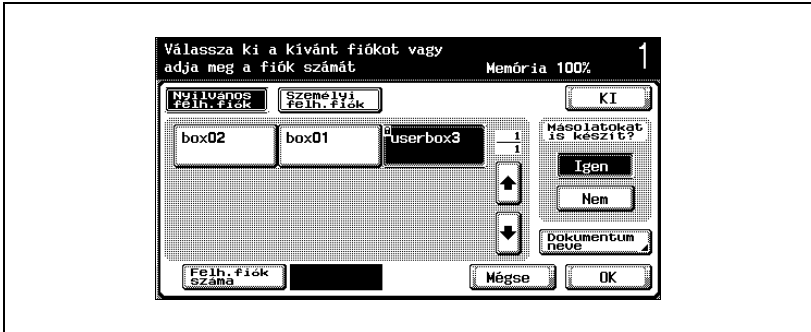 Válassza ki a kívánt fiókot vagy
adja meg a fiók számát
Memória 100%
1
Nyilvános
felh.fiók
Személyi
felh.fiók
KI
box02
box01
userbox3
1
1
Másolatokat
is készít?
Igen
Nem
Dokumentum
neve
Felh.fiók
száma
Mégse
OK